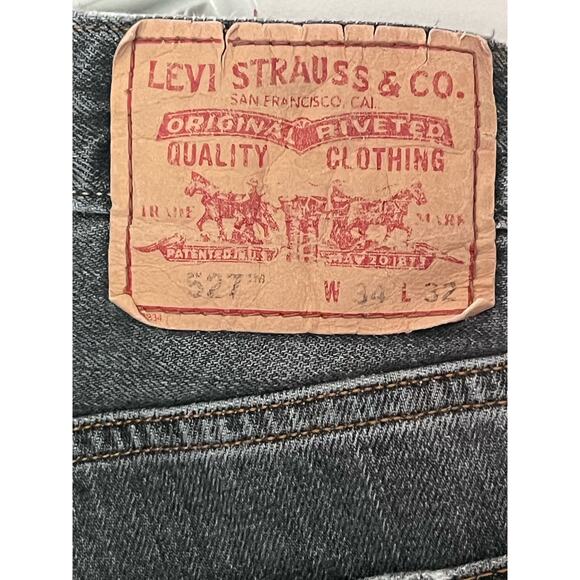 LEVI STRAUSS & CO.
SAN FRANCISCO, CAL.
ORIGINAL RIVETED
QUALITY CLOTHING
TRADE MARK
PATENTED IN U.S. MAY 20 1873
527™ W 34 L 32